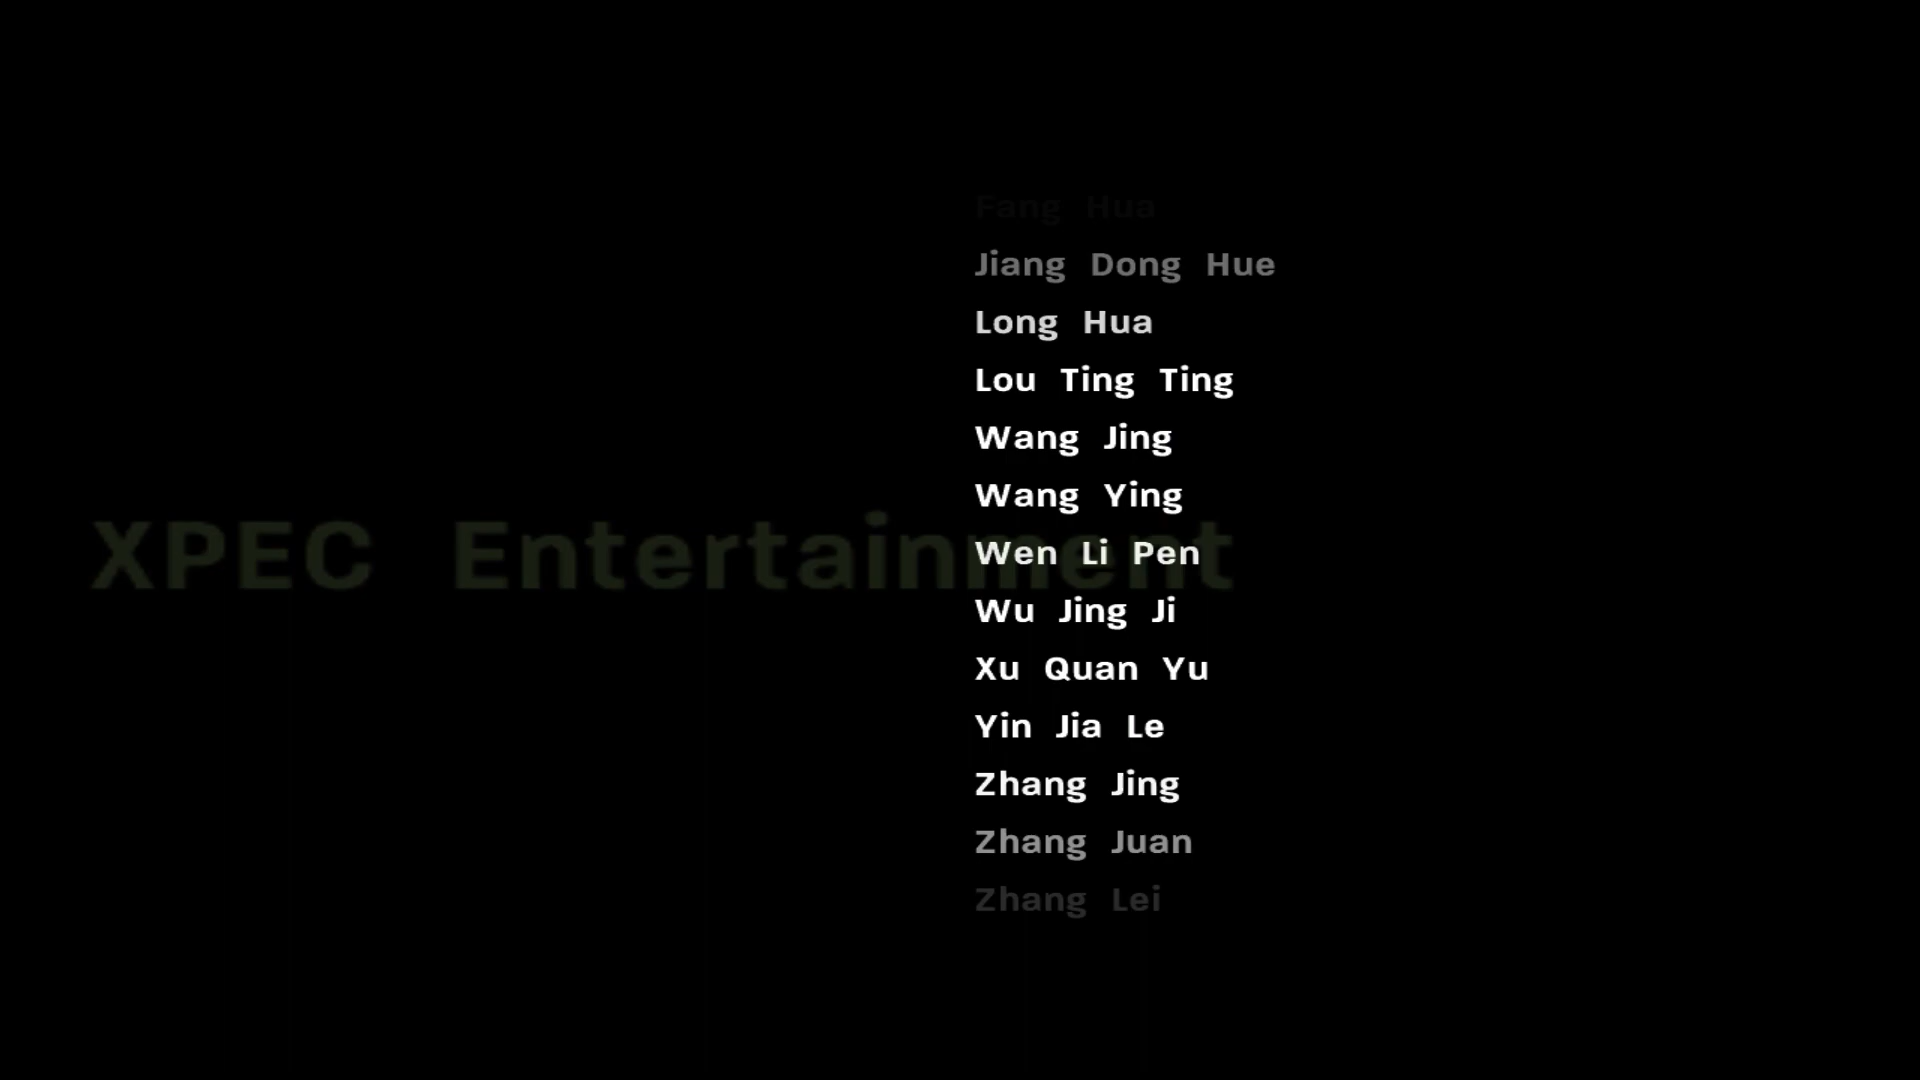 Fang Hua
Jiang Dong Hue
Long Hua
Lou Ting Ting
Wang Jing
Wang Ying
XPEC Entertainment
Wen Li Pen
Wu Jing Ji
Xu Quan Yu
Yin Jia Le
Zhang Jing
Zhang Juan
Zhang Lei